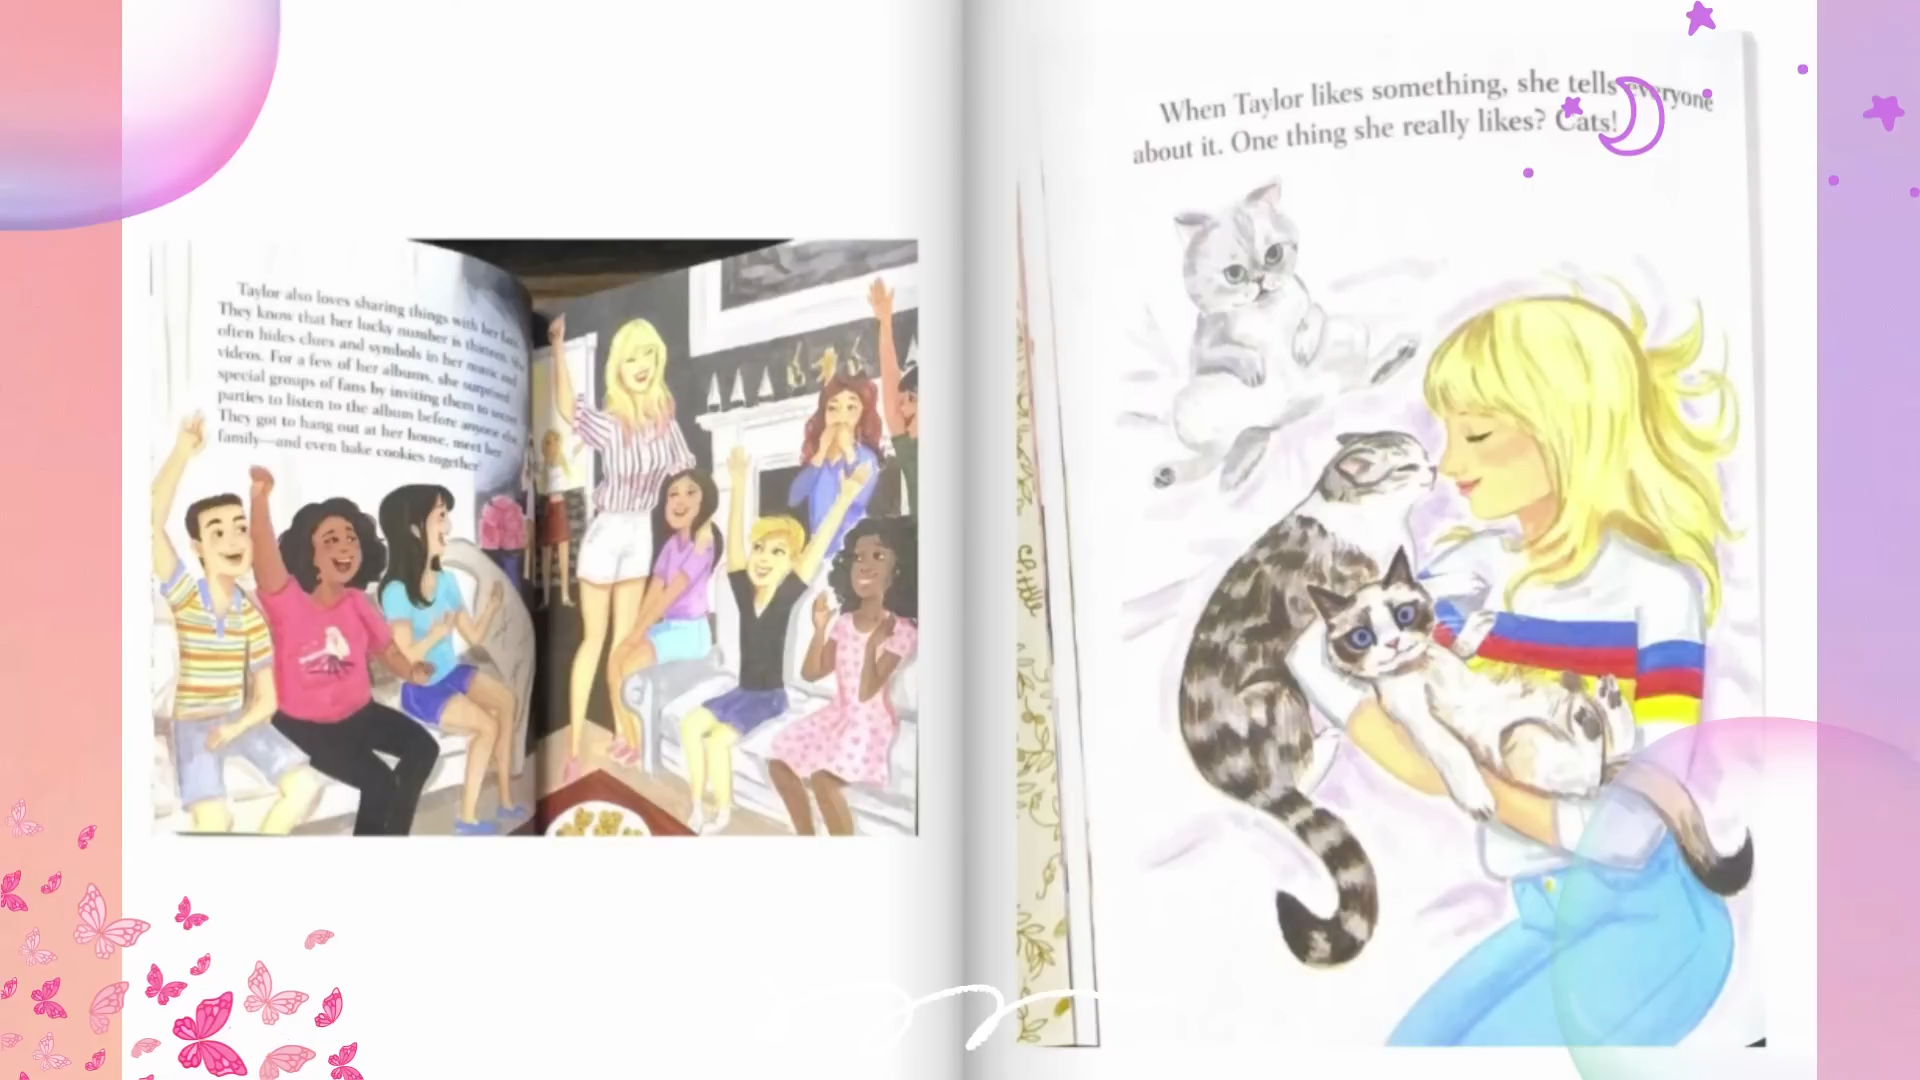 Taylor also loves sharing things with her fans.
They know that her lucky number is thirteen. She
often hides clues and symbols in her music and
videos. For a few of her albums, she surprised
special groups of fans by inviting them to secret
parties to listen to the album before anyone else.
They got to hang out at her house, meet her
family—and even bake cookies together
When Taylor likes something, she tells everyone
about it. One thing she really likes? Cats!
Little